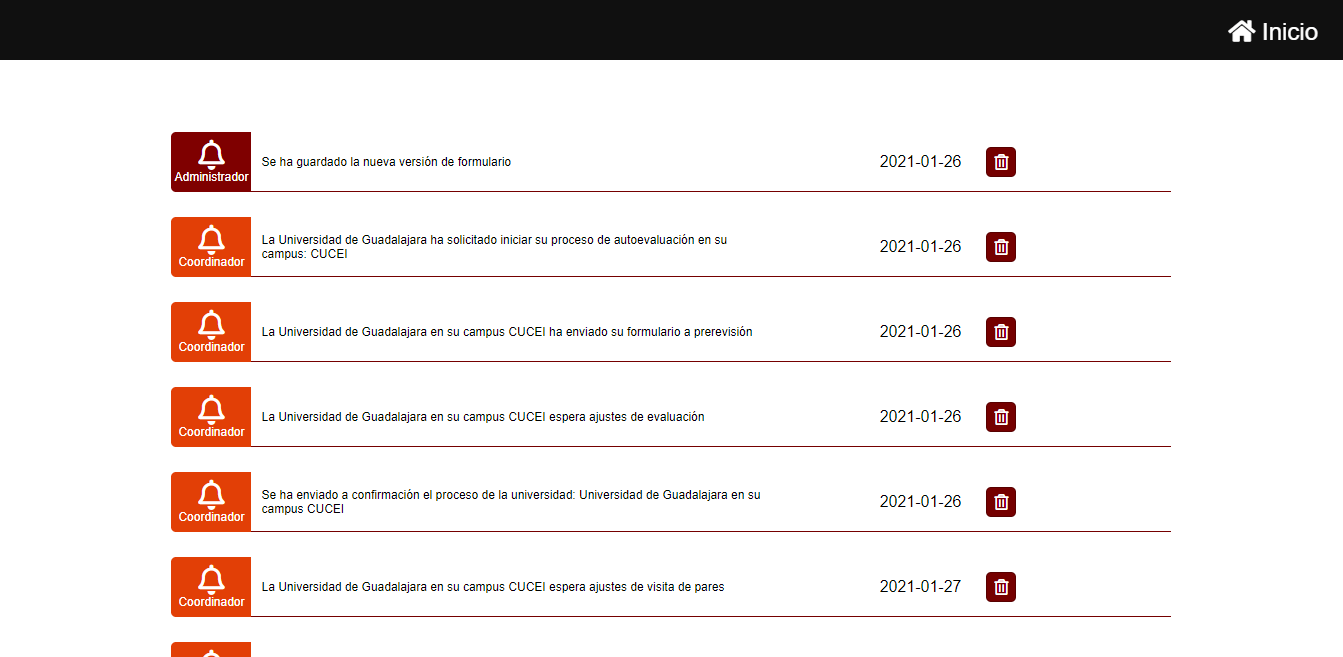 Inicio
Administrador
Se ha guardado la nueva versión de formulario
2021-01-26
Coordinador
La Universidad de Guadalajara ha solicitado iniciar su proceso de autoevaluación en su
campus: CUCEI
2021-01-26
Coordinador
La Universidad de Guadalajara en su campus CUCEI ha enviado su formulario a prerevisión
2021-01-26
Coordinador
La Universidad de Guadalajara en su campus CUCEI espera ajustes de evaluación
2021-01-26
Coordinador
Se ha enviado a confirmación el proceso de la universidad: Universidad de Guadalajara en su
campus CUCEI
2021-01-26
Coordinador
La Universidad de Guadalajara en su campus CUCEI espera ajustes de visita de pares
2021-01-27